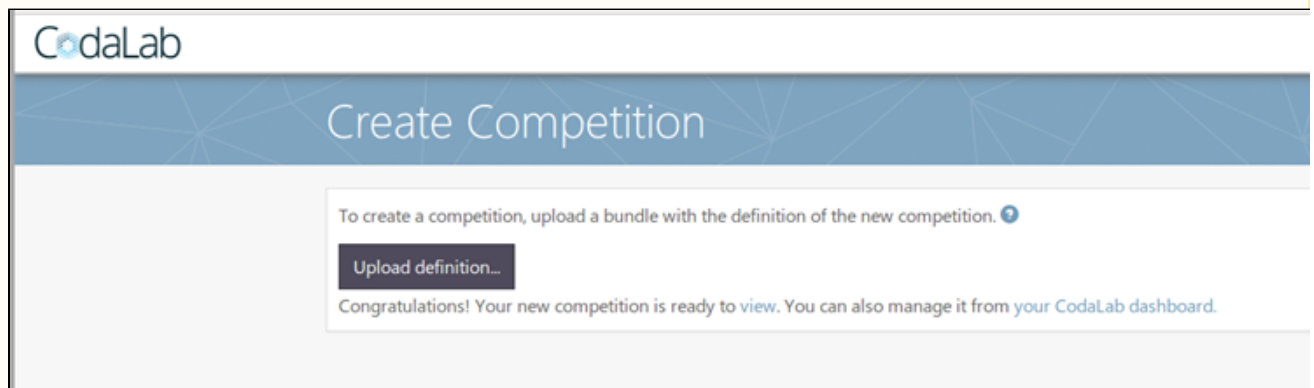 CodaLab
Create Competition
To create a competition, upload a bundle with the definition of the new competition. ?
Upload definition...
Congratulations! Your new competition is ready to view. You can also manage it from your CodaLab dashboard.